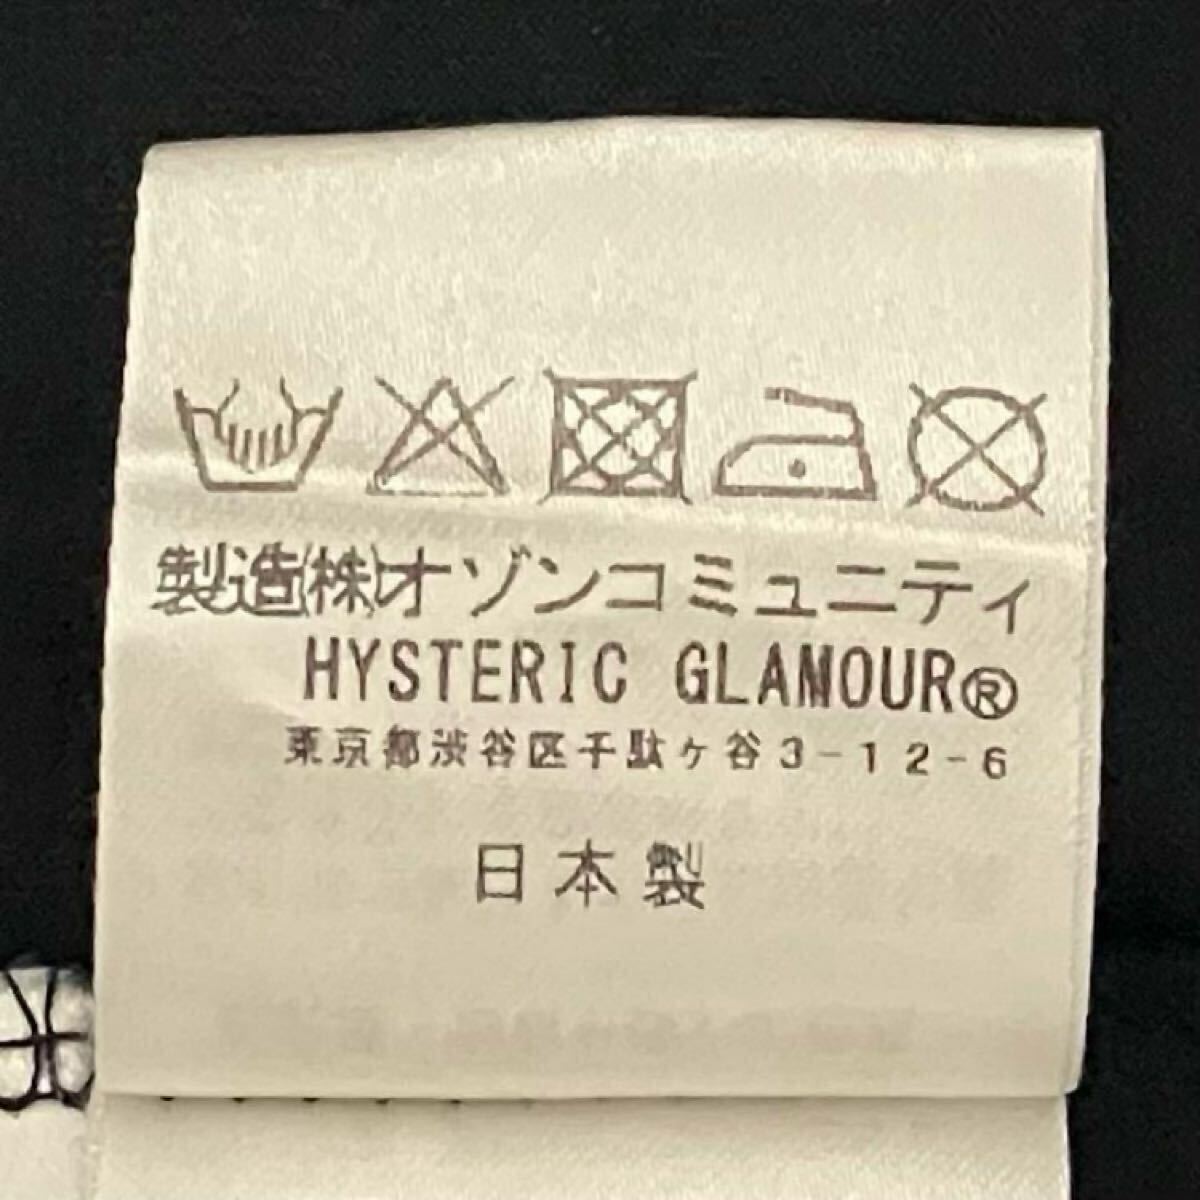 製造(株)オゾンコミュニティ
HYSTERIC GLAMOUR®
東京都渋谷区千駄ヶ谷3-12-6
日本製